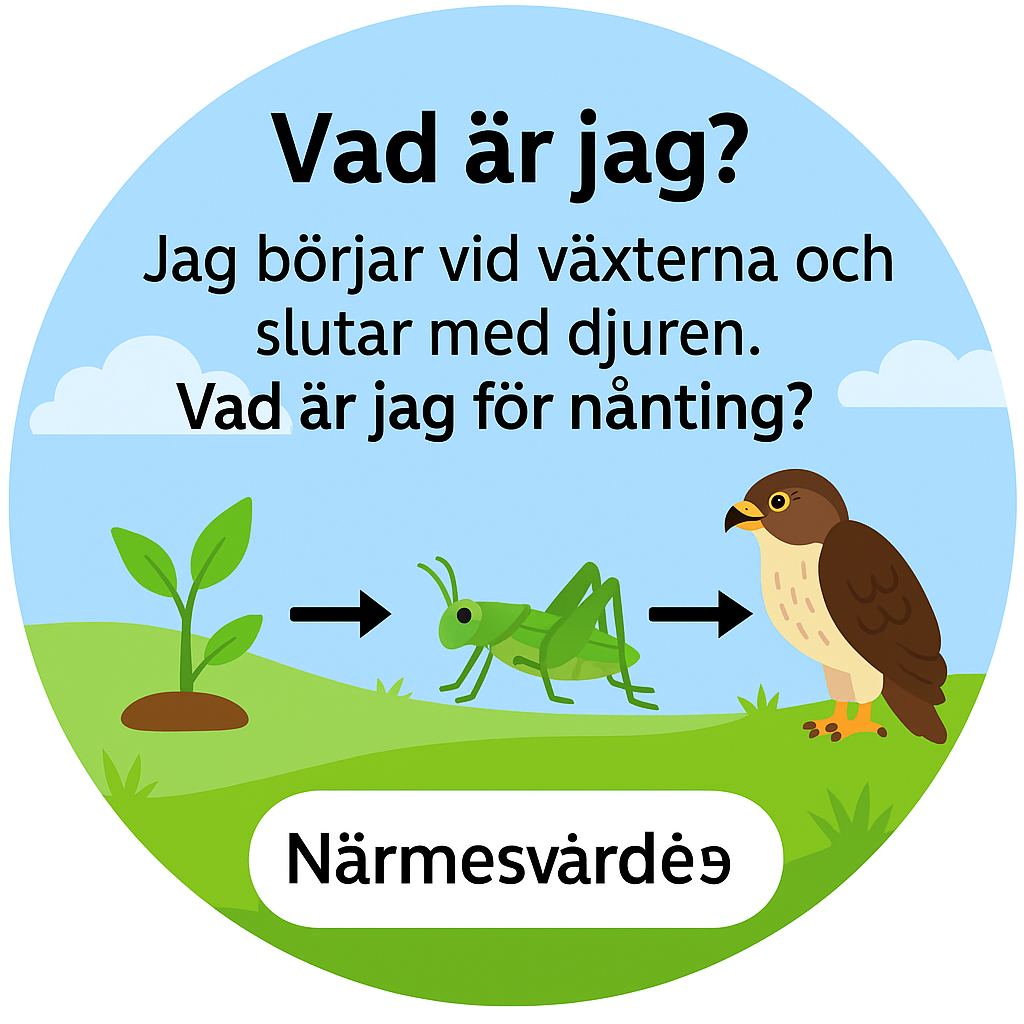 Vad är jag?
Jag börjar vid växterna och
slutar med djuren.
Vad är jag för nånting?